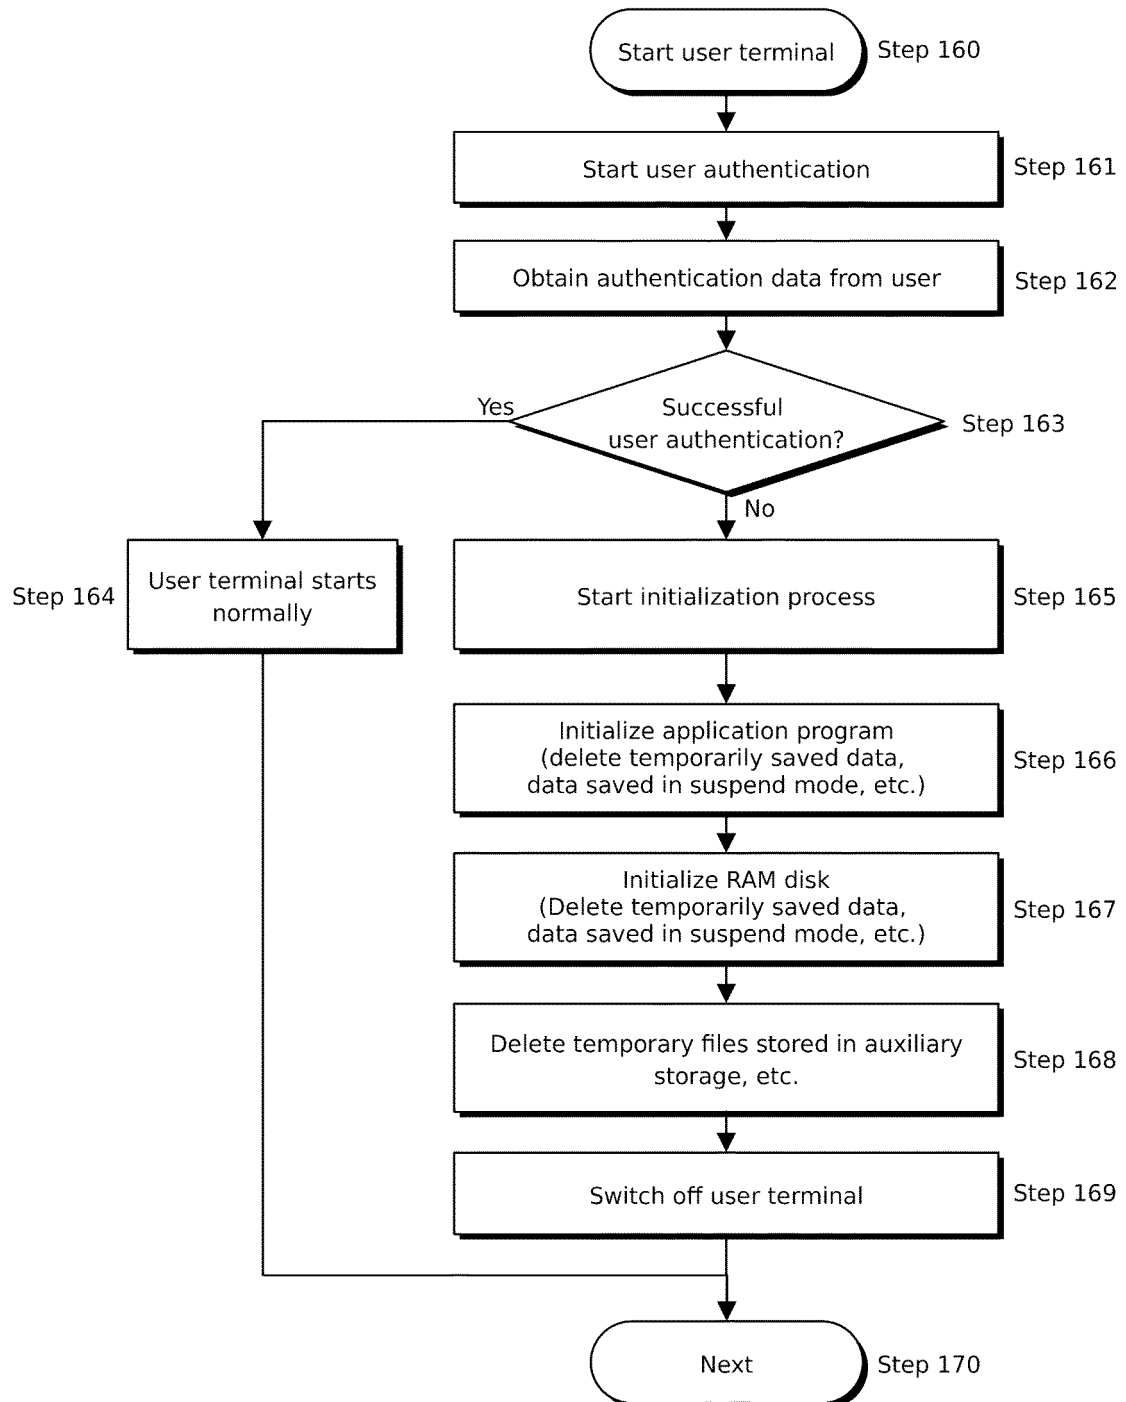 Start user terminal
Step 160
Start user authentication
Step 161
Obtain authentication data from user
Step 162
Yes
Successful
user authentication?
Step 163
No
Step 164
User terminal starts
normally
Start initialization process
Step 165
Initialize application program
(delete temporarily saved data,
data saved in suspend mode, etc.)
Step 166
Initialize RAM disk
(Delete temporarily saved data,
data saved in suspend mode, etc.)
Step 167
Delete temporary files stored in auxiliary
storage, etc.
Step 168
Switch off user terminal
Step 169
Next
Step 170